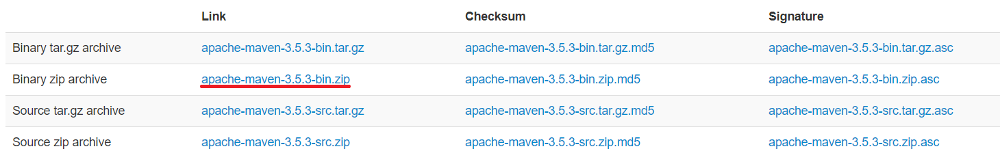 Link Checksum Signature
Binary tar.gz archive apache-maven-3.5.3-bin.tar.gz apache-maven-3.5.3-bin.tar.gz.md5 apache-maven-3.5.3-bin.tar.gz.asc
Binary zip archive apache-maven-3.5.3-bin.zip apache-maven-3.5.3-bin.zip.md5 apache-maven-3.5.3-bin.zip.asc
Source tar.gz archive apache-maven-3.5.3-src.tar.gz apache-maven-3.5.3-src.tar.gz.md5 apache-maven-3.5.3-src.tar.gz.asc
Source zip archive apache-maven-3.5.3-src.zip apache-maven-3.5.3-src.zip.md5 apache-maven-3.5.3-src.zip.asc